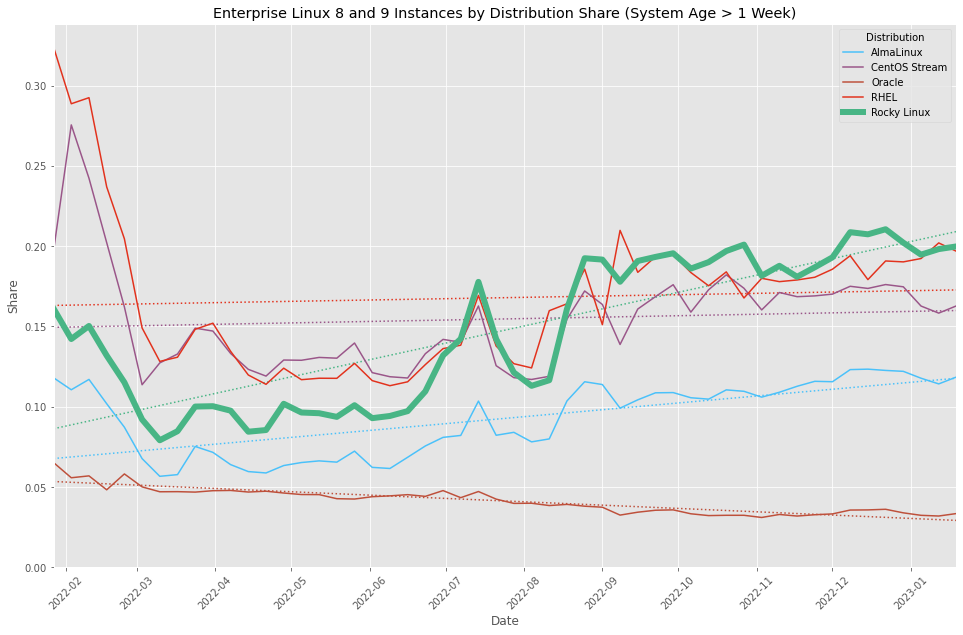 Enterprise Linux 8 and 9 Instances by Distribution Share (System Age > 1 Week)
Distribution
AlmaLinux
CentOS Stream
Oracle
RHEL
Rocky Linux
Share
0.30
0.25
0.20
0.15
0.10
0.05
0.00
2022-02
2022-03
2022-04
2022-05
2022-06
2022-07
2022-08
2022-09
2022-10
2022-11
2022-12
2023-01
Date